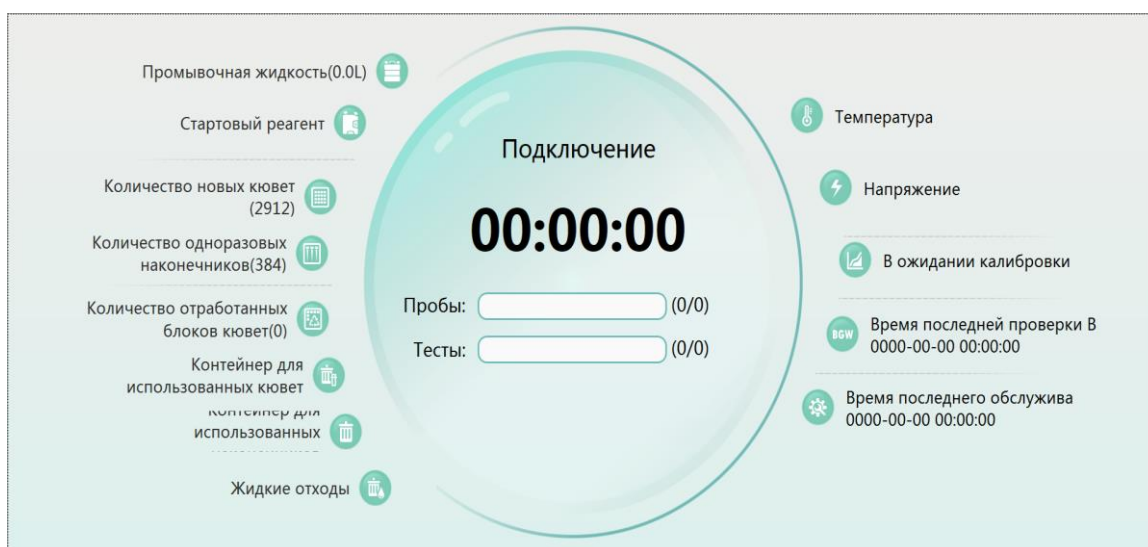 Промывочная жидкость(0.0L)
Стартовый реагент
Количество новых кювет
(2912)
Количество одноразовых
наконечников(384)
Количество отработанных
блоков кювет(0)
Контейнер для
использованных кювет
Контейнер для
использованных
Жидкие отходы
Подключение
00:00:00
Пробы: (0/0)
Тесты: (0/0)
Температура
Напряжение
В ожидании калибровки
BGW
Время последней проверки B
0000-00-00 00:00:00
Время последнего обслужива
0000-00-00 00:00:00